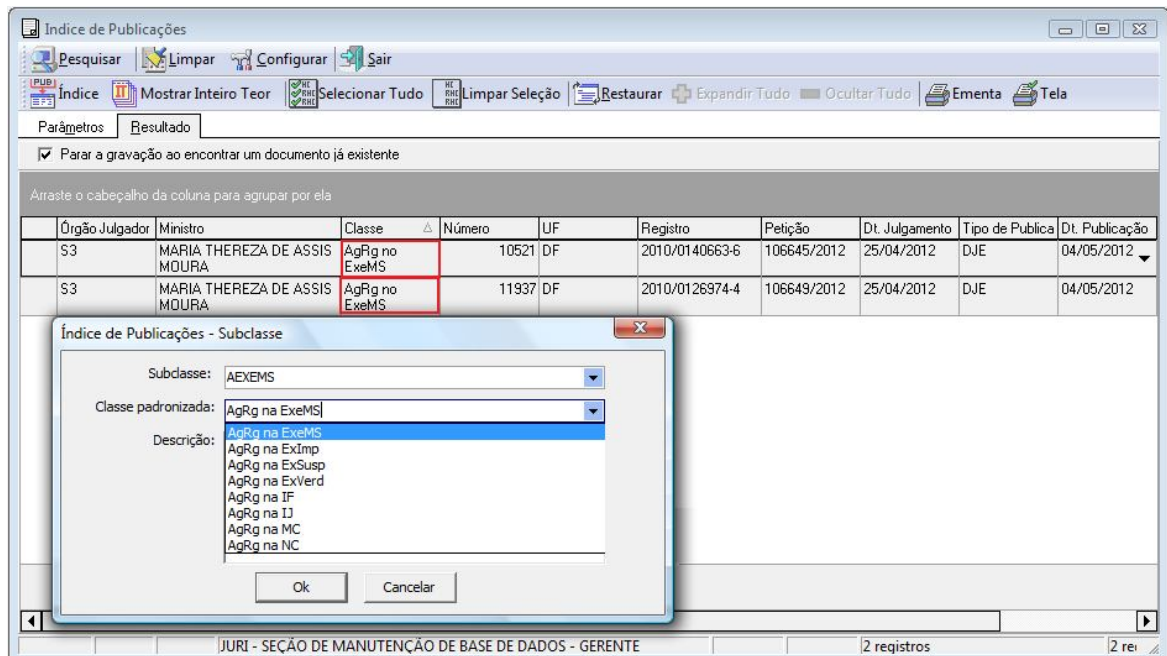 Indice de Publicações
Pesquisar Limpar Configurar Sair
PUB Índice Mostrar Inteiro Teor Selecionar Tudo Limpar Seleção Restaurar Expandir Tudo Ocultar Tudo Ementa Tela
Parâmetros Resultado
Parar a gravação ao encontrar um documento já existente
Arraste o cabeçalho da coluna para agrupar por ela
Órgão Julgador Ministro Classe Número UF Registro Petição Dt. Julgamento Tipo de Publica Dt. Publicação
S3 MARIA THEREZA DE ASSIS AgRg no 10521 DF 2010/0140663-6 106645/2012 25/04/2012 DJE 04/05/2012
MOURA ExeMS
S3 MARIA THEREZA DE ASSIS AgRg no 11937 DF 2010/0126974-4 106649/2012 25/04/2012 DJE 04/05/2012
MOURA ExeMS
Índice de Publicações - Subclasse
Subclasse: AEXEMS
Classe padronizada: AgRg na ExeMS
Descrição: AgRg na ExeMS
AgRg na ExImp
AgRg na ExSusp
AgRg na ExVerd
AgRg na IF
AgRg na IJ
AgRg na MC
AgRg na NC
Ok Cancelar
JURI - SEÇÃO DE MANUTENÇÃO DE BASE DE DADOS - GERENTE 2 registros